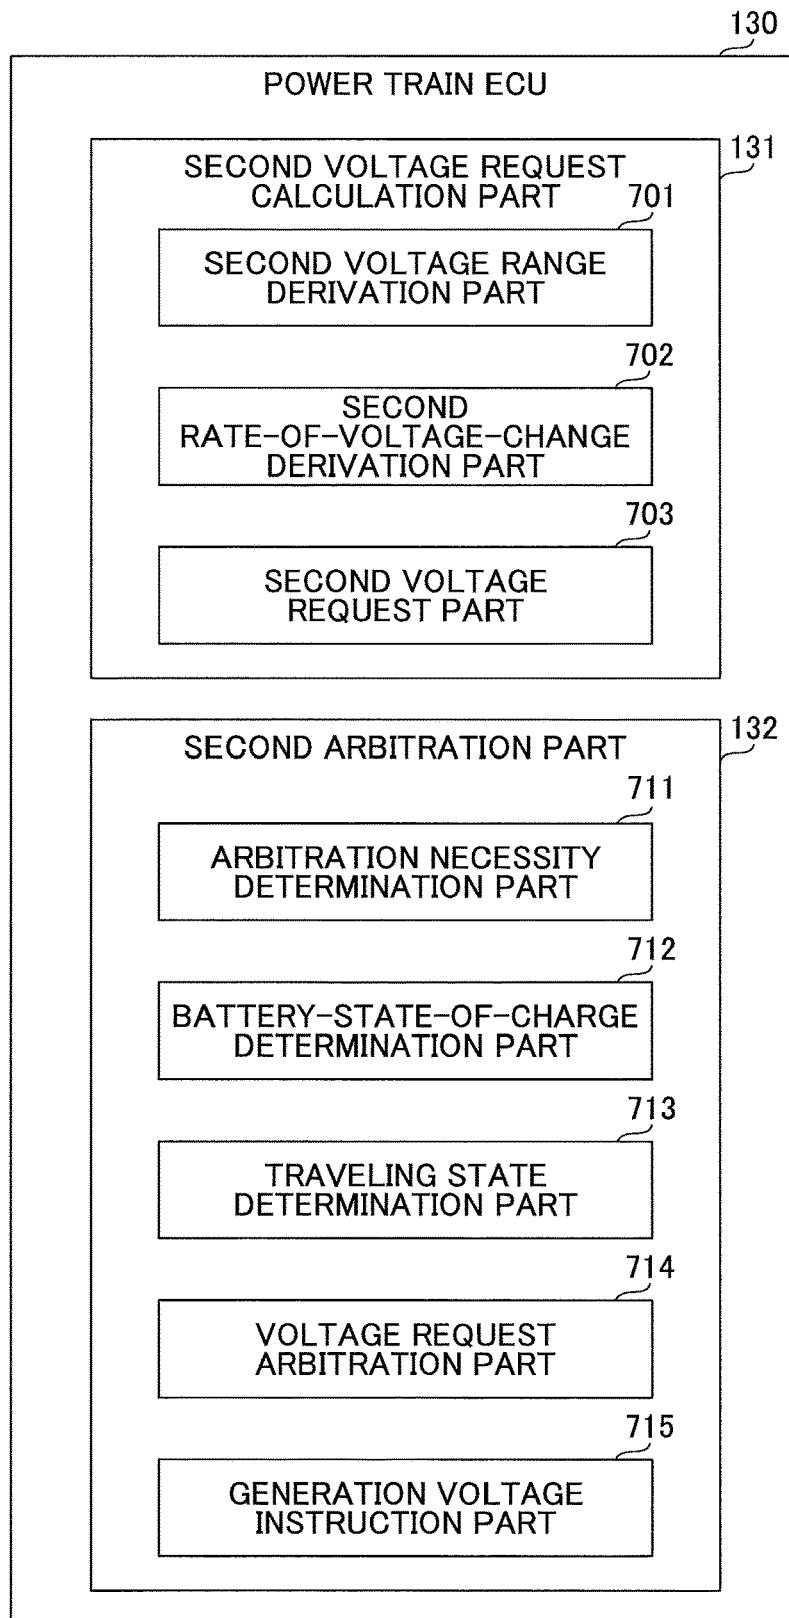 130
POWER TRAIN ECU
131
SECOND VOLTAGE REQUEST
CALCULATION PART
701
SECOND VOLTAGE RANGE
DERIVATION PART
702
SECOND
RATE-OF-VOLTAGE-CHANGE
DERIVATION PART
703
SECOND VOLTAGE
REQUEST PART
132
SECOND ARBITRATION PART
711
ARBITRATION NECESSITY
DETERMINATION PART
712
BATTERY-STATE-OF-CHARGE
DETERMINATION PART
713
TRAVELING STATE
DETERMINATION PART
714
VOLTAGE REQUEST
ARBITRATION PART
715
GENERATION VOLTAGE
INSTRUCTION PART